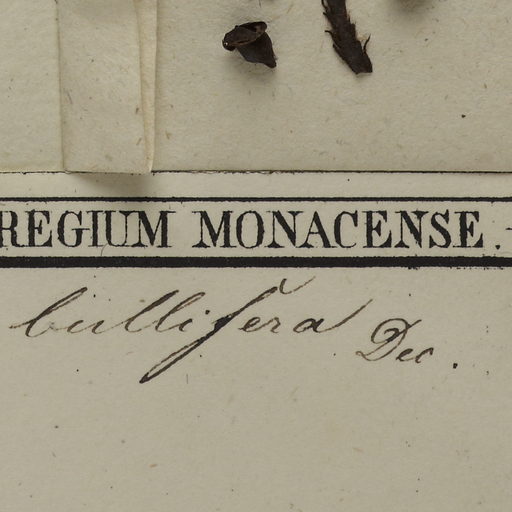 REGIUM MONACENSE.
bullifera Dec.